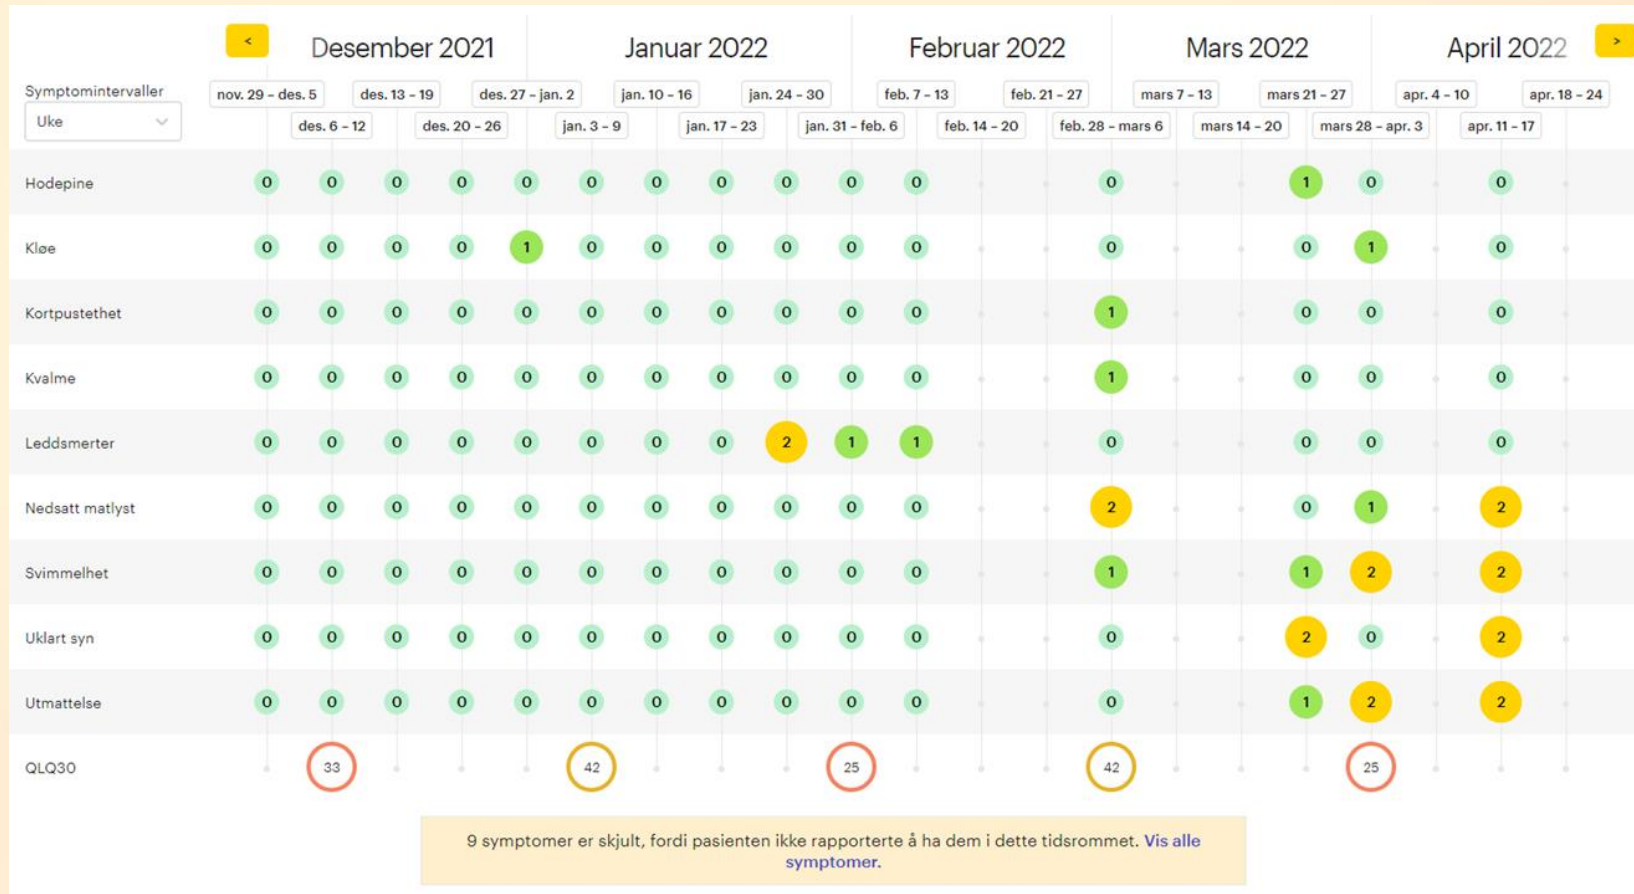 <
Desember 2021
Januar 2022
Februar 2022
Mars 2022
April 2022
>
Symptomintervaller
Uke
nov. 29 – des. 5
des. 13 – 19
des. 27 – jan. 2
jan. 10 – 16
jan. 24 – 30
feb. 7 – 13
feb. 21 – 27
mars 7 – 13
mars 21 – 27
apr. 4 – 10
apr. 18 – 24
des. 6 – 12
des. 20 – 26
jan. 3 – 9
jan. 17 – 23
jan. 31 – feb. 6
feb. 14 – 20
feb. 28 – mars 6
mars 14 – 20
mars 28 – apr. 3
apr. 11 – 17
Hodepine 0 0 0 0 0 0 0 0 0 0 0 0 1 0 0
Kløe 0 0 0 0 1 0 0 0 0 0 0 0 0 1 0
Kortpustethet 0 0 0 0 0 0 0 0 0 0 0 1 0 0 0
Kvalme 0 0 0 0 0 0 0 0 0 0 0 1 0 0 0
Leddsmerter 0 0 0 0 0 0 0 0 2 1 1 0 0 0 0
Nedsatt matlyst 0 0 0 0 0 0 0 0 0 0 0 2 0 1 2
Svimmelhet 0 0 0 0 0 0 0 0 0 0 0 1 1 2 2
Uklart syn 0 0 0 0 0 0 0 0 0 0 0 0 2 0 2
Utmattelse 0 0 0 0 0 0 0 0 0 0 0 0 1 2 2
QLQ30 33 42 25 42 25
9 symptomer er skjult, fordi pasienten ikke rapporterte å ha dem i dette tidsrommet. Vis alle
symptomer.